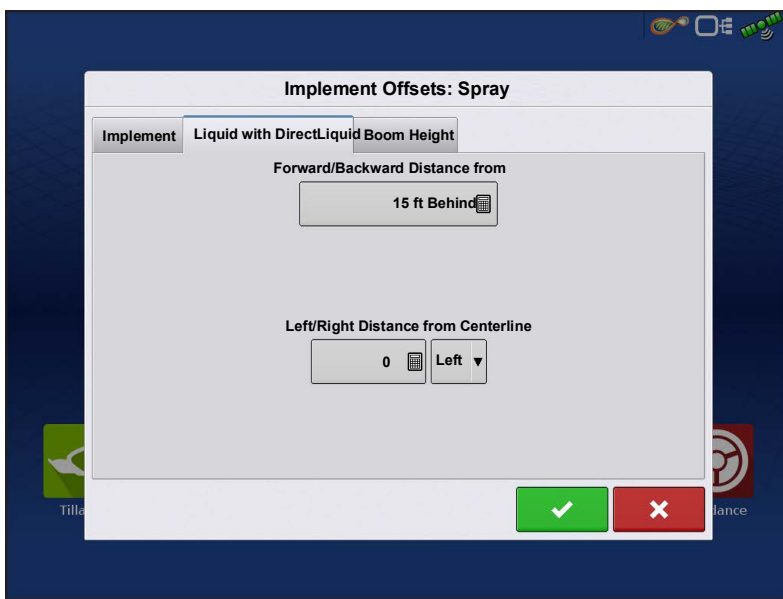 Implement Offsets: Spray
Implement Liquid with DirectLiquid Boom Height
Forward/Backward Distance from
15 ft Behind
Left/Right Distance from Centerline
0 Left
Tilla
dance